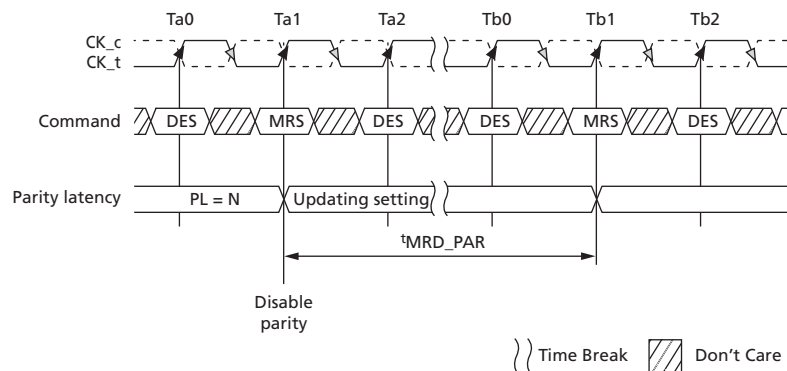 Ta0 Ta1 Ta2 Tb0 Tb1 Tb2
CK_c
CK_t
Command DES MRS DES DES MRS DES
Parity latency PL = N Updating setting
tMRD_PAR
Disable
parity
Time Break Don't Care